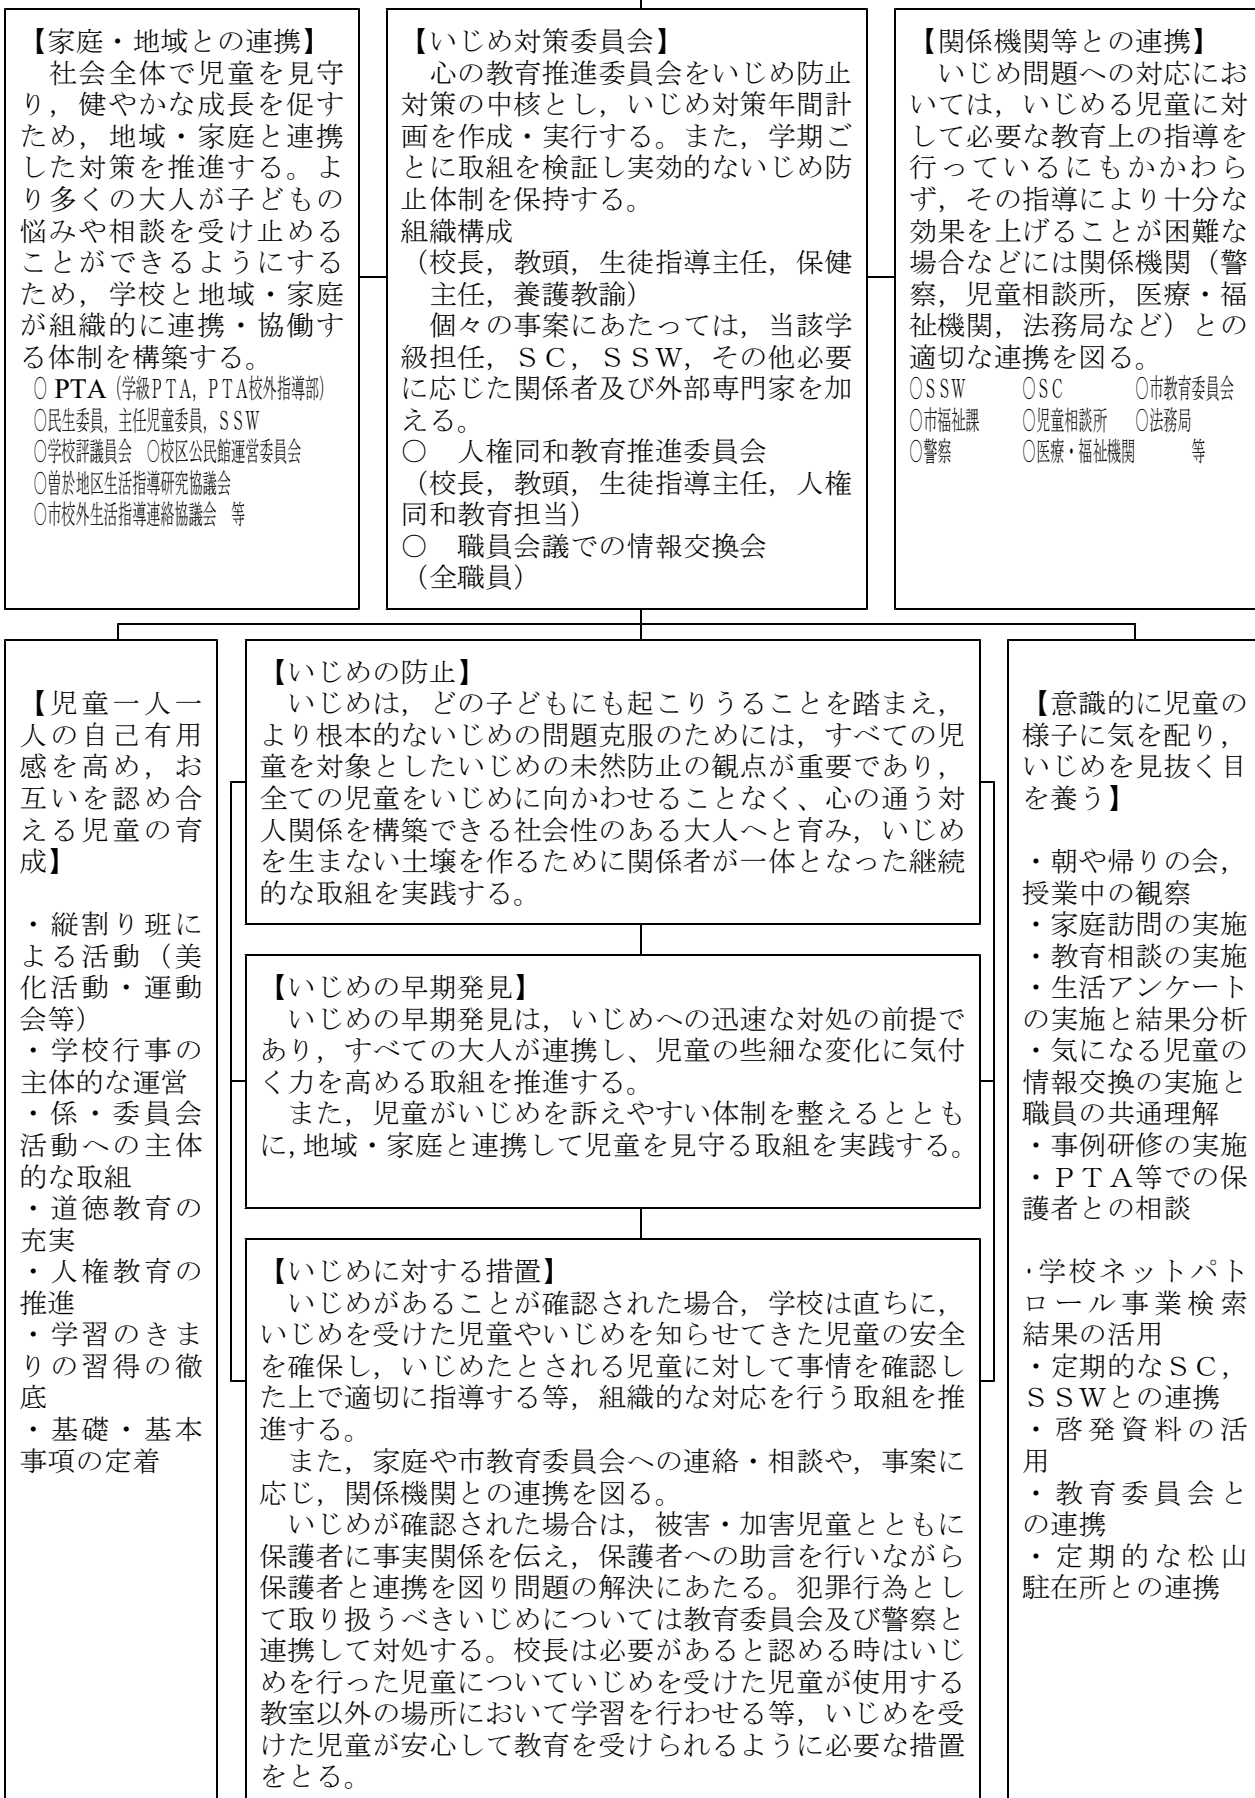 【家庭・地域との連携】
　社会全体で児童を見守
り，健やかな成長を促す
ため，地域・家庭と連携
した対策を推進する。よ
り多くの大人が子どもの
悩みや相談を受け止める
ことができるようにする
ため，学校と地域・家庭
が組織的に連携・協働す
る体制を構築する。
○ PTA（学級ＰＴＡ，ＰＴＡ校外指導部）
○民生委員，主任児童委員，ＳＳＷ
○学校評議員会　○校区公民館運営委員会
○曽於地区生活指導研究協議会
○市校外生活指導連絡協議会　等
【いじめ対策委員会】
　心の教育推進委員会をいじめ防止
対策の中核とし，いじめ対策年間計
画を作成・実行する。また，学期ご
とに取組を検証し実効的ないじめ防
止体制を保持する。
組織構成
（校長，教頭，生徒指導主任，保健
主任，養護教諭）
　個々の事案にあたっては，当該学
級担任，ＳＣ，ＳＳＷ，その他必要
に応じた関係者及び外部専門家を加
える。
○　人権同和教育推進委員会
（校長，教頭，生徒指導主任，人権
同和教育担当）
○　職員会議での情報交換会
（全職員）
【関係機関等との連携】
　いじめ問題への対応にお
いては，いじめる児童に対
して必要な教育上の指導を
行っているにもかかわら
ず，その指導により十分な
効果を上げることが困難な
場合などには関係機関（警
察，児童相談所，医療・福
祉機関，法務局など）との
適切な連携を図る。
○ＳＳＷ　○ＳＣ　○市教育委員会
○市福祉課　○児童相談所　○法務局
○警察　○医療・福祉機関　等
【児童一人一
人の自己有用
感を高め，お
互いを認め合
える児童の育
成】
・縦割り班に
よる活動（美
化活動・運動
会等）
・学校行事の
主体的な運営
・係・委員会
活動への主体
的な取組
・道徳教育の
充実
・人権教育の
推進
・学習のきま
りの習得の徹
底
・基礎・基本
事項の定着
【いじめの防止】
　いじめは，どの子どもにも起こりうることを踏まえ，
より根本的ないじめの問題克服のためには，すべての児
童を対象としたいじめの未然防止の観点が重要であり，
全ての児童をいじめに向かわせることなく、心の通う対
人関係を構築できる社会性のある大人へと育み，いじめ
を生まない土壌を作るために関係者が一体となった継続
的な取組を実践する。
【いじめの早期発見】
　いじめの早期発見は，いじめへの迅速な対処の前提で
あり，すべての大人が連携し、児童の些細な変化に気付
く力を高める取組を推進する。
　また，児童がいじめを訴えやすい体制を整えるととも
に，地域・家庭と連携して児童を見守る取組を実践する。
【いじめに対する措置】
　いじめがあることが確認された場合，学校は直ちに，
いじめを受けた児童やいじめを知らせてきた児童の安全
を確保し，いじめたとされる児童に対して事情を確認し
た上で適切に指導する等，組織的な対応を行う取組を推
進する。
　また，家庭や市教育委員会への連絡・相談や，事案に
応じ，関係機関との連携を図る。
　いじめが確認された場合は，被害・加害児童とともに
保護者に事実関係を伝え，保護者への助言を行いながら
保護者と連携を図り問題の解決にあたる。犯罪行為とし
て取り扱うべきいじめについては教育委員会及び警察と
連携して対処する。校長は必要があると認める時はいじ
めを行った児童についていじめを受けた児童が使用する
教室以外の場所において学習を行わせる等，いじめを受
けた児童が安心して教育を受けられるように必要な措置
をとる。
【意識的に児童の
様子に気を配り，
いじめを見抜く目
を養う】
・朝や帰りの会，
授業中の観察
・家庭訪問の実施
・教育相談の実施
・生活アンケート
の実施と結果分析
・気になる児童の
情報交換の実施と
職員の共通理解
・事例研修の実施
・ＰＴＡ等での保
護者との相談
・学校ネットパト
ロール事業検索
結果の活用
・定期的なＳＣ，
ＳＳＷとの連携
・啓発資料の活
用
・教育委員会と
の連携
・定期的な松山
駐在所との連携